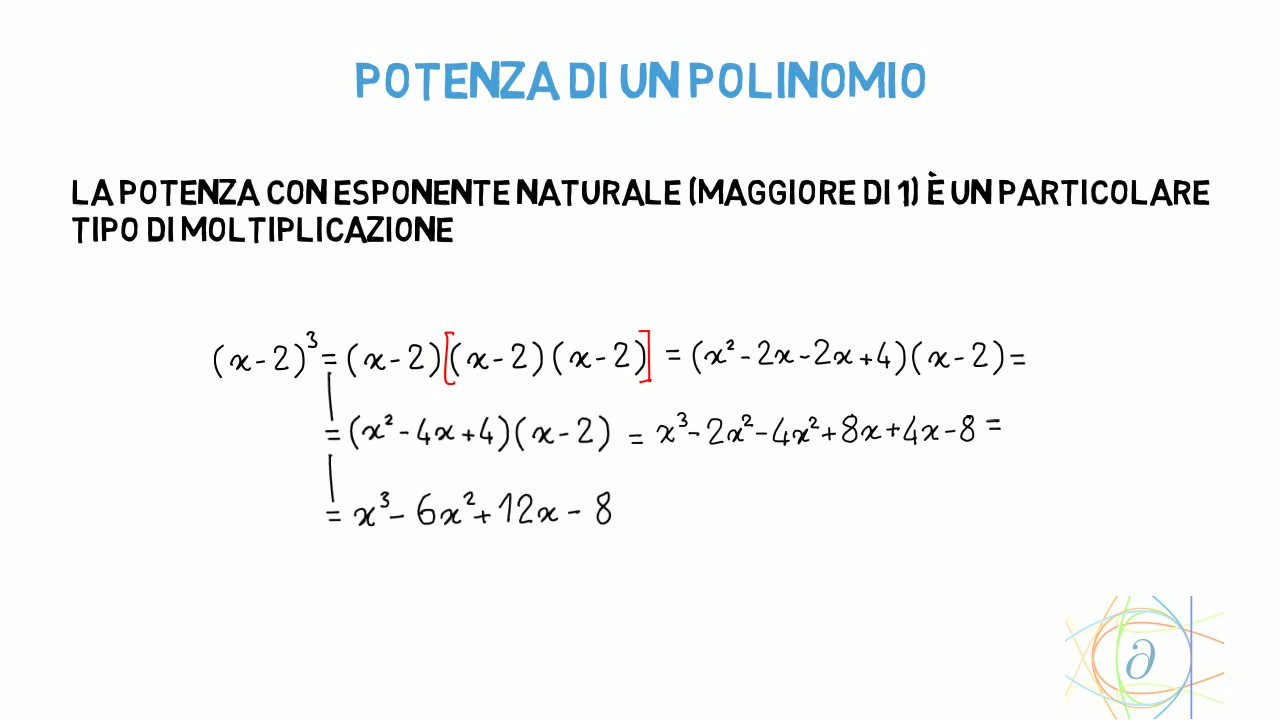 POTENZA DI UN POLINOMIO
LA POTENZA CON ESPONENTE NATURALE (MAGGIORE DI 1) È UN PARTICOLARE
TIPO DI MOLTIPLICAZIONE
(x-2)³ = (x-2)[(x-2)(x-2)] = (x²-2x-2x+4)(x-2) =
= (x²-4x+4)(x-2) = x³-2x²-4x²+8x+4x-8 =
= x³-6x²+12x-8
∂